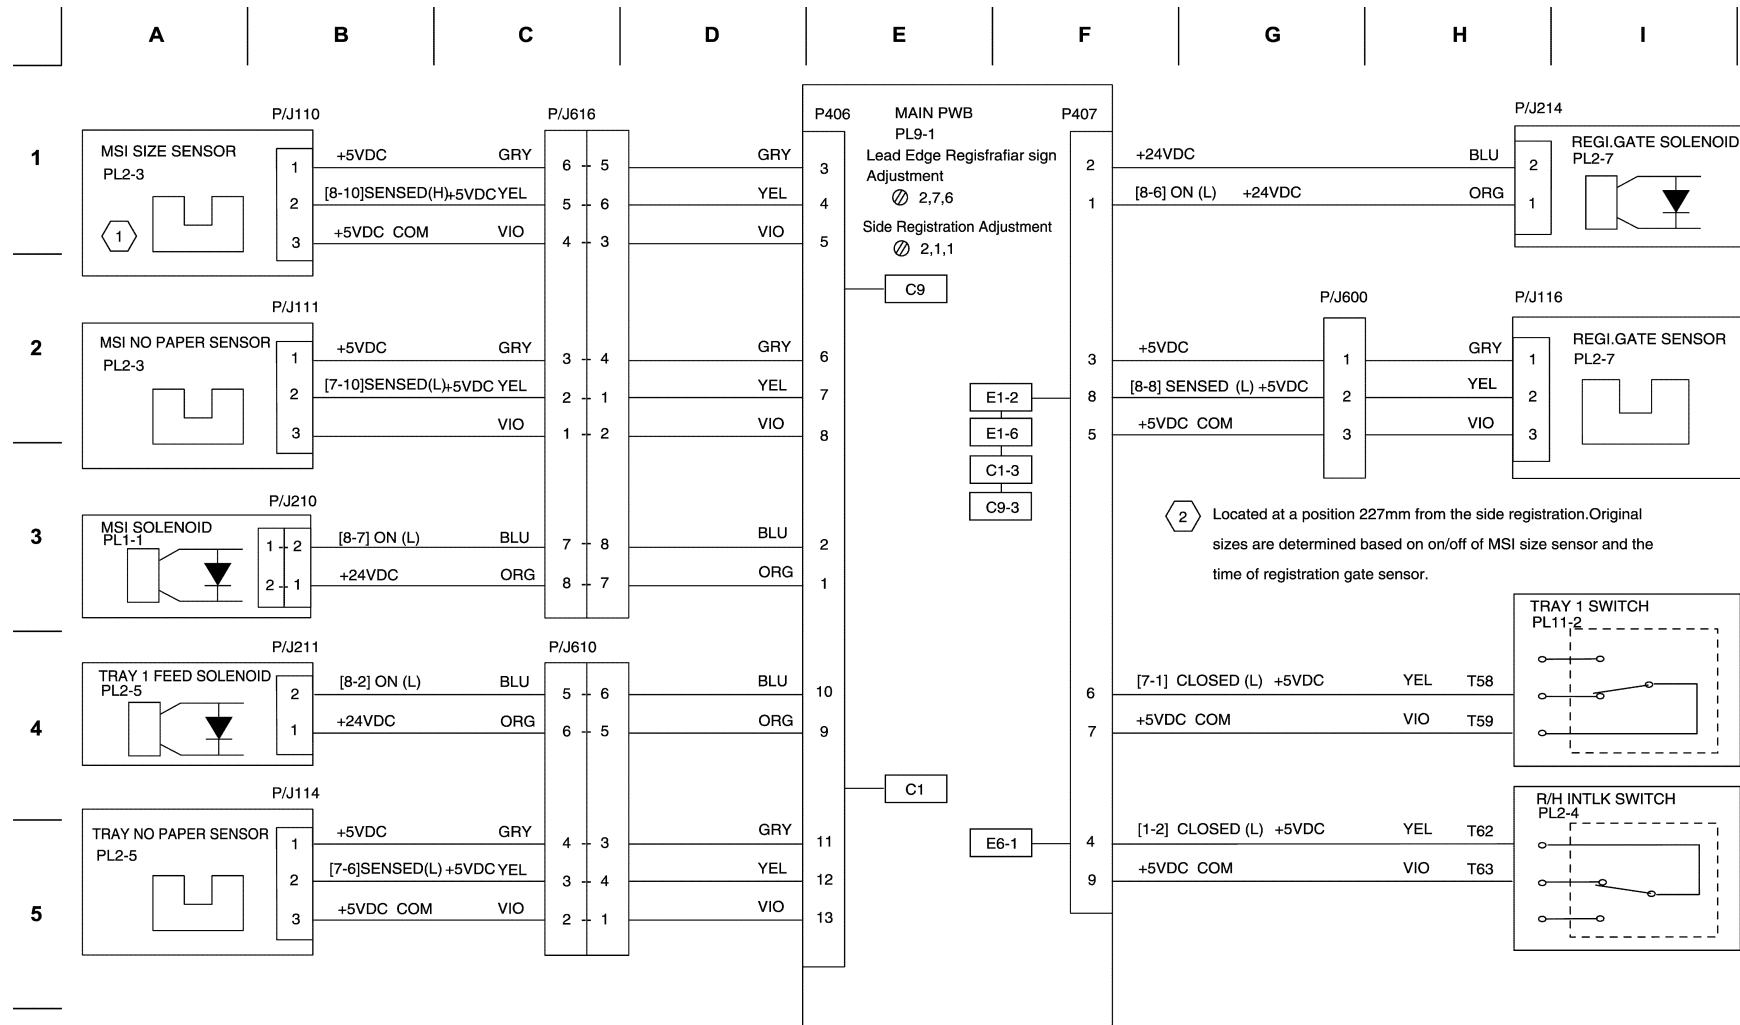 A B C D E F G H I
1
P/J110 P/J616 P406 MAIN PWB P407 P/J214
PL9-1
MSI SIZE SENSOR
PL2-3
1
1 +5VDC GRY 6 5 GRY 3
2 [8-10]SENSED(H)+5VDC YEL 5 6 YEL 4
3 +5VDC COM VIO 4 3 VIO 5
Lead Edge Regisfrafiar sign
Adjustment
2,7,6
Side Registration Adjustment
2,1,1
C9
2 +24VDC BLU 2
1 [8-6] ON (L) +24VDC ORG 1
REGI.GATE SOLENOID
PL2-7
2
P/J111 P/J600 P/J116
MSI NO PAPER SENSOR
PL2-3
1 +5VDC GRY 3 4 GRY 6
2 [7-10]SENSED(L)+5VDC YEL 2 1 YEL 7
3 VIO 1 2 VIO 8
E1-2
E1-6
C1-3
C9-3
3 +5VDC 1 GRY 1
8 [8-8] SENSED (L) +5VDC 2 YEL 2
5 +5VDC COM 3 VIO 3
REGI.GATE SENSOR
PL2-7
3
P/J210
MSI SOLENOID
PL1-1
1 2 [8-7] ON (L) BLU 7 8 BLU 2
2 1 +24VDC ORG 8 7 ORG 1
2 Located at a position 227mm from the side registration.Original
sizes are determined based on on/off of MSI size sensor and the
time of registration gate sensor.
4
P/J211 P/J610
TRAY 1 FEED SOLENOID
PL2-5
2 [8-2] ON (L) BLU 5 6 BLU 10
1 +24VDC ORG 6 5 ORG 9
C1
TRAY 1 SWITCH
PL11-2
6 [7-1] CLOSED (L) +5VDC YEL T58
7 +5VDC COM VIO T59
5
P/J114
TRAY NO PAPER SENSOR
PL2-5
1 +5VDC GRY 4 3 GRY 11
2 [7-6]SENSED(L) +5VDC YEL 3 4 YEL 12
3 +5VDC COM VIO 2 1 VIO 13
E6-1
R/H INTLK SWITCH
PL2-4
4 [1-2] CLOSED (L) +5VDC YEL T62
9 +5VDC COM VIO T63